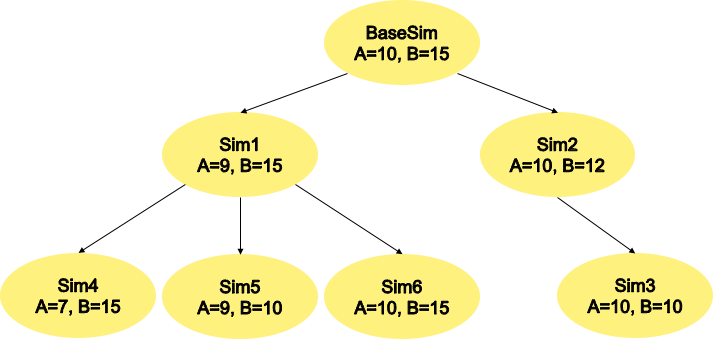 BaseSim
A=10, B=15
Sim1
A=9, B=15
Sim2
A=10, B=12
Sim4
A=7, B=15
Sim5
A=9, B=10
Sim6
A=10, B=15
Sim3
A=10, B=10